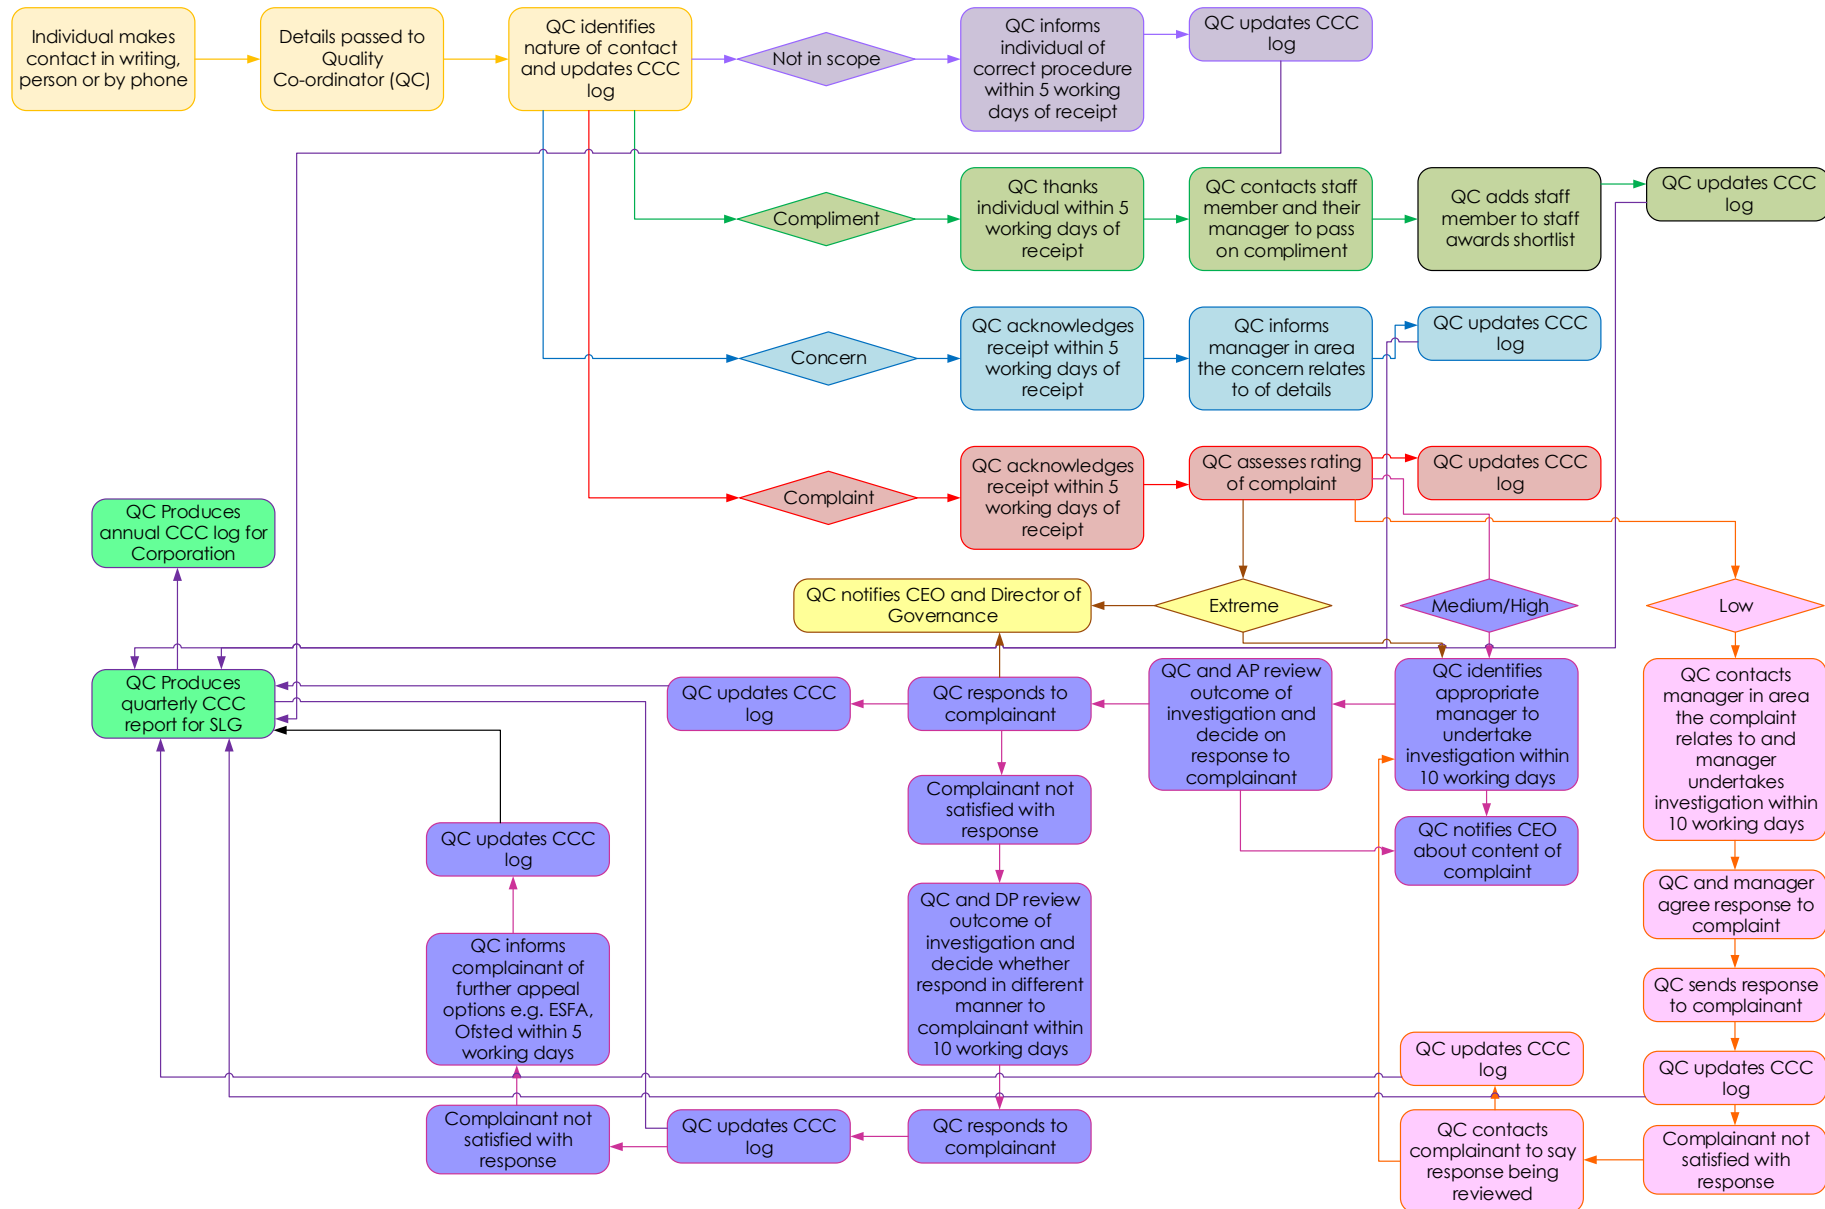 Individual makes
contact in writing,
person or by phone
Details passed to
Quality
Co-ordinator (QC)
QC identifies
nature of contact
and updates CCC
log
Not in scope
QC informs
individual of
correct procedure
within 5 working
days of receipt
QC updates CCC
log
Compliment
QC thanks
individual within 5
working days of
receipt
QC contacts staff
member and their
manager to pass
on compliment
QC adds staff
member to staff
awards shortlist
QC updates CCC
log
Concern
QC acknowledges
receipt within 5
working days of
receipt
QC informs
manager in area
the concern relates
to of details
QC updates CCC
log
Complaint
QC acknowledges
receipt within 5
working days of
receipt
QC assesses rating
of complaint
QC updates CCC
log
QC Produces
annual CCC log for
Corporation
QC notifies CEO and Director of
Governance
Extreme
Medium/High
Low
QC Produces
quarterly CCC
report for SLG
QC updates CCC
log
QC responds to
complainant
QC and AP review
outcome of
investigation and
decide on
response to
complainant
QC identifies
appropriate
manager to
undertake
investigation within
10 working days
QC contacts
manager in area
the complaint
relates to and
manager
undertakes
investigation within
10 working days
Complainant not
satisfied with
response
QC notifies CEO
about content of
complaint
QC updates CCC
log
QC and manager
agree response to
complaint
QC and DP review
outcome of
investigation and
decide whether
respond in different
manner to
complainant within
10 working days
QC informs
complainant of
further appeal
options e.g. ESFA,
Ofsted within 5
working days
QC sends response
to complainant
QC updates CCC
log
QC updates CCC
log
Complainant not
satisfied with
response
QC updates CCC
log
QC responds to
complainant
QC contacts
complainant to say
response being
reviewed
Complainant not
satisfied with
response